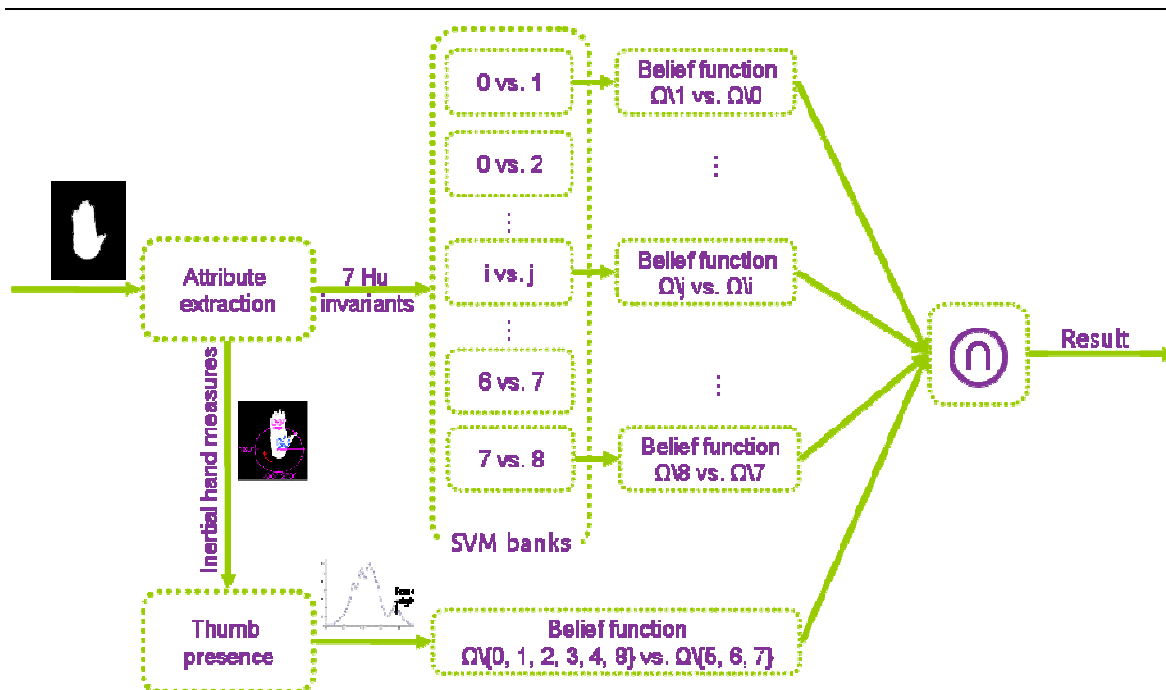 0 vs. 1
Belief function
Ω\1 vs. Ω\0
0 vs. 2
Attribute
extraction
7 Hu
invariants
i vs. j
Belief function
Ω\j vs. Ω\i
Result
6 vs. 7
7 vs. 8
Belief function
Ω\8 vs. Ω\7
SVM banks
Inertial hand measures
Thumb
presence
Belief function
Ω\{0, 1, 2, 3, 4, 8} vs. Ω\{5, 6, 7}